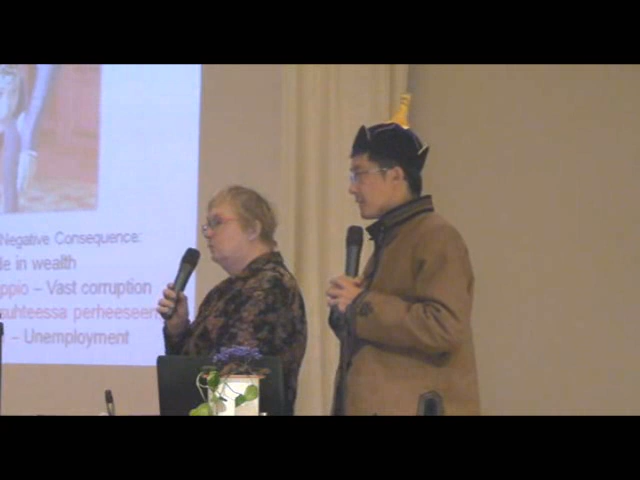 Negative Consequence:
de in wealth
ppio – Vast corruption
suhteessa perheeseen
– Unemployment